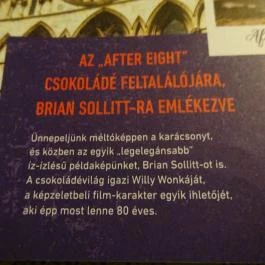 Af
AZ „AFTER EIGHT”
CSOKOLÁDÉ FELTALÁLÓJÁRA,
BRIAN SOLLITT-RA EMLÉKEZVE
Ünnepeljünk méltóképpen a karácsonyt,
és közben az egyik „legelegánsabb”
íz-ízlésű példaképünket, Brian Sollitt-ot is.
A csokoládévilág igazi Willy Wonkáját,
a képzeletbeli film-karakter egyik ihletőjét,
aki épp most lenne 80 éves.